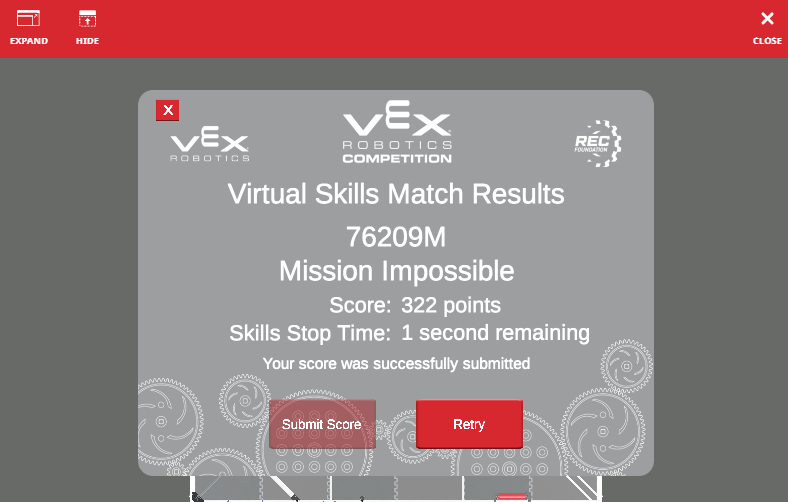 EXPAND HIDE CLOSE
X
VEX
ROBOTICS
VEX
ROBOTICS
COMPETITION
REC
FOUNDATION
Virtual Skills Match Results
76209M
Mission Impossible
Score: 322 points
Skills Stop Time: 1 second remaining
Your score was successfully submitted
Submit Score Retry